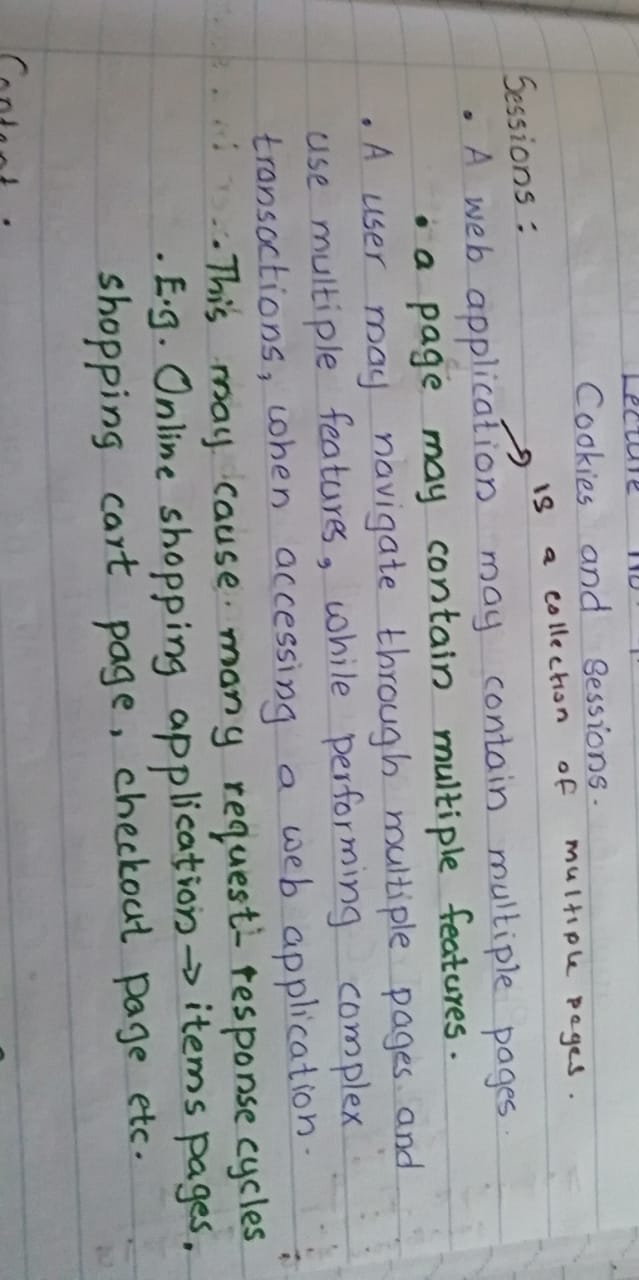 Lecture No.
Cookies and sessions.
is a collection of multiple pages.
Sessions:
• A web application may contain multiple pages.
• a page may contain multiple features.
• A user may navigate through multiple pages and
use multiple features, while performing complex
transactions, when accessing a web application.
• This may cause many request-response cycles
• E.g. Online shopping application → items pages,
shopping cart page, checkout page etc.